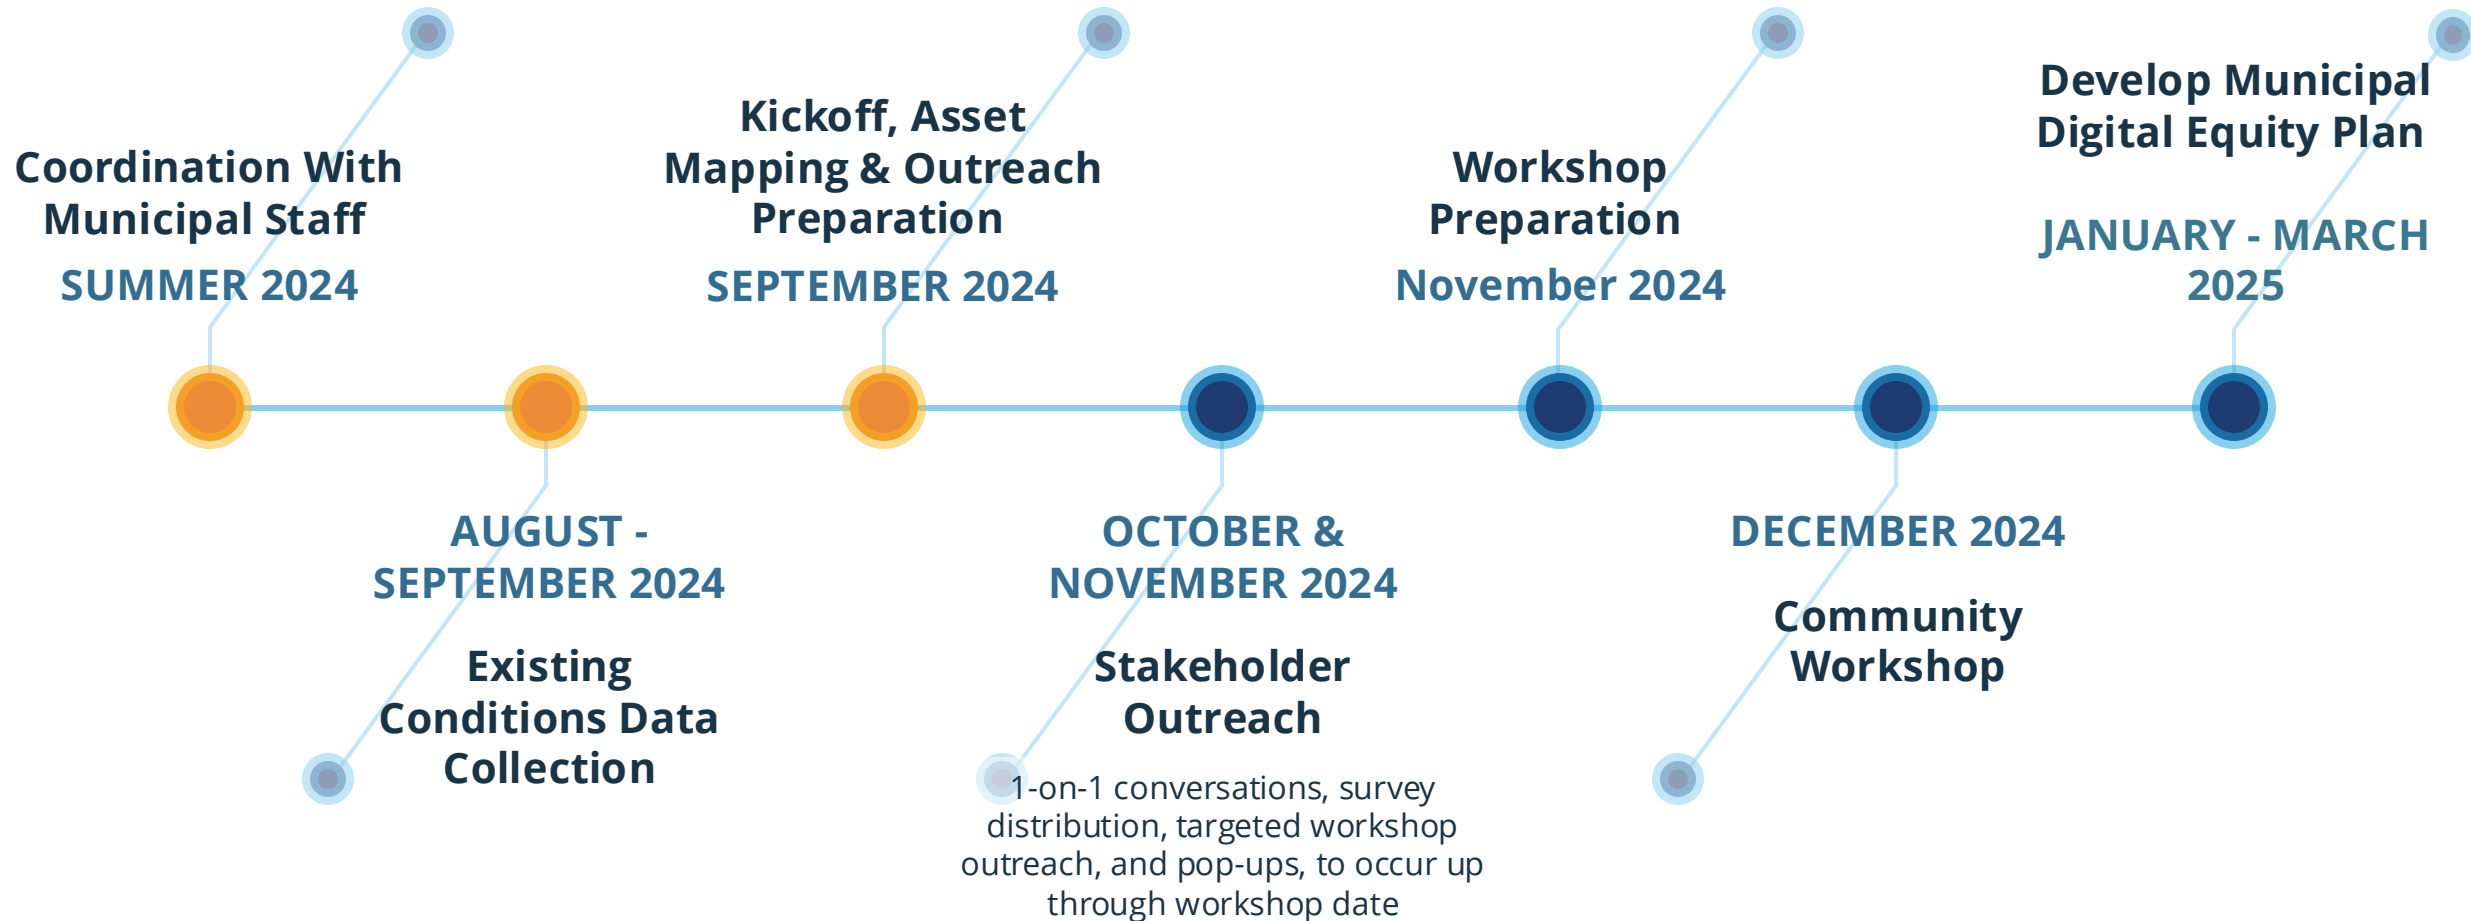 Coordination With
Municipal Staff
SUMMER 2024
AUGUST -
SEPTEMBER 2024
Existing
Conditions Data
Collection
Kickoff, Asset
Mapping & Outreach
Preparation
SEPTEMBER 2024
OCTOBER &
NOVEMBER 2024
Stakeholder
Outreach
1-on-1 conversations, survey
distribution, targeted workshop
outreach, and pop-ups, to occur up
through workshop date
Workshop
Preparation
November 2024
DECEMBER 2024
Community
Workshop
Develop Municipal
Digital Equity Plan
JANUARY - MARCH
2025